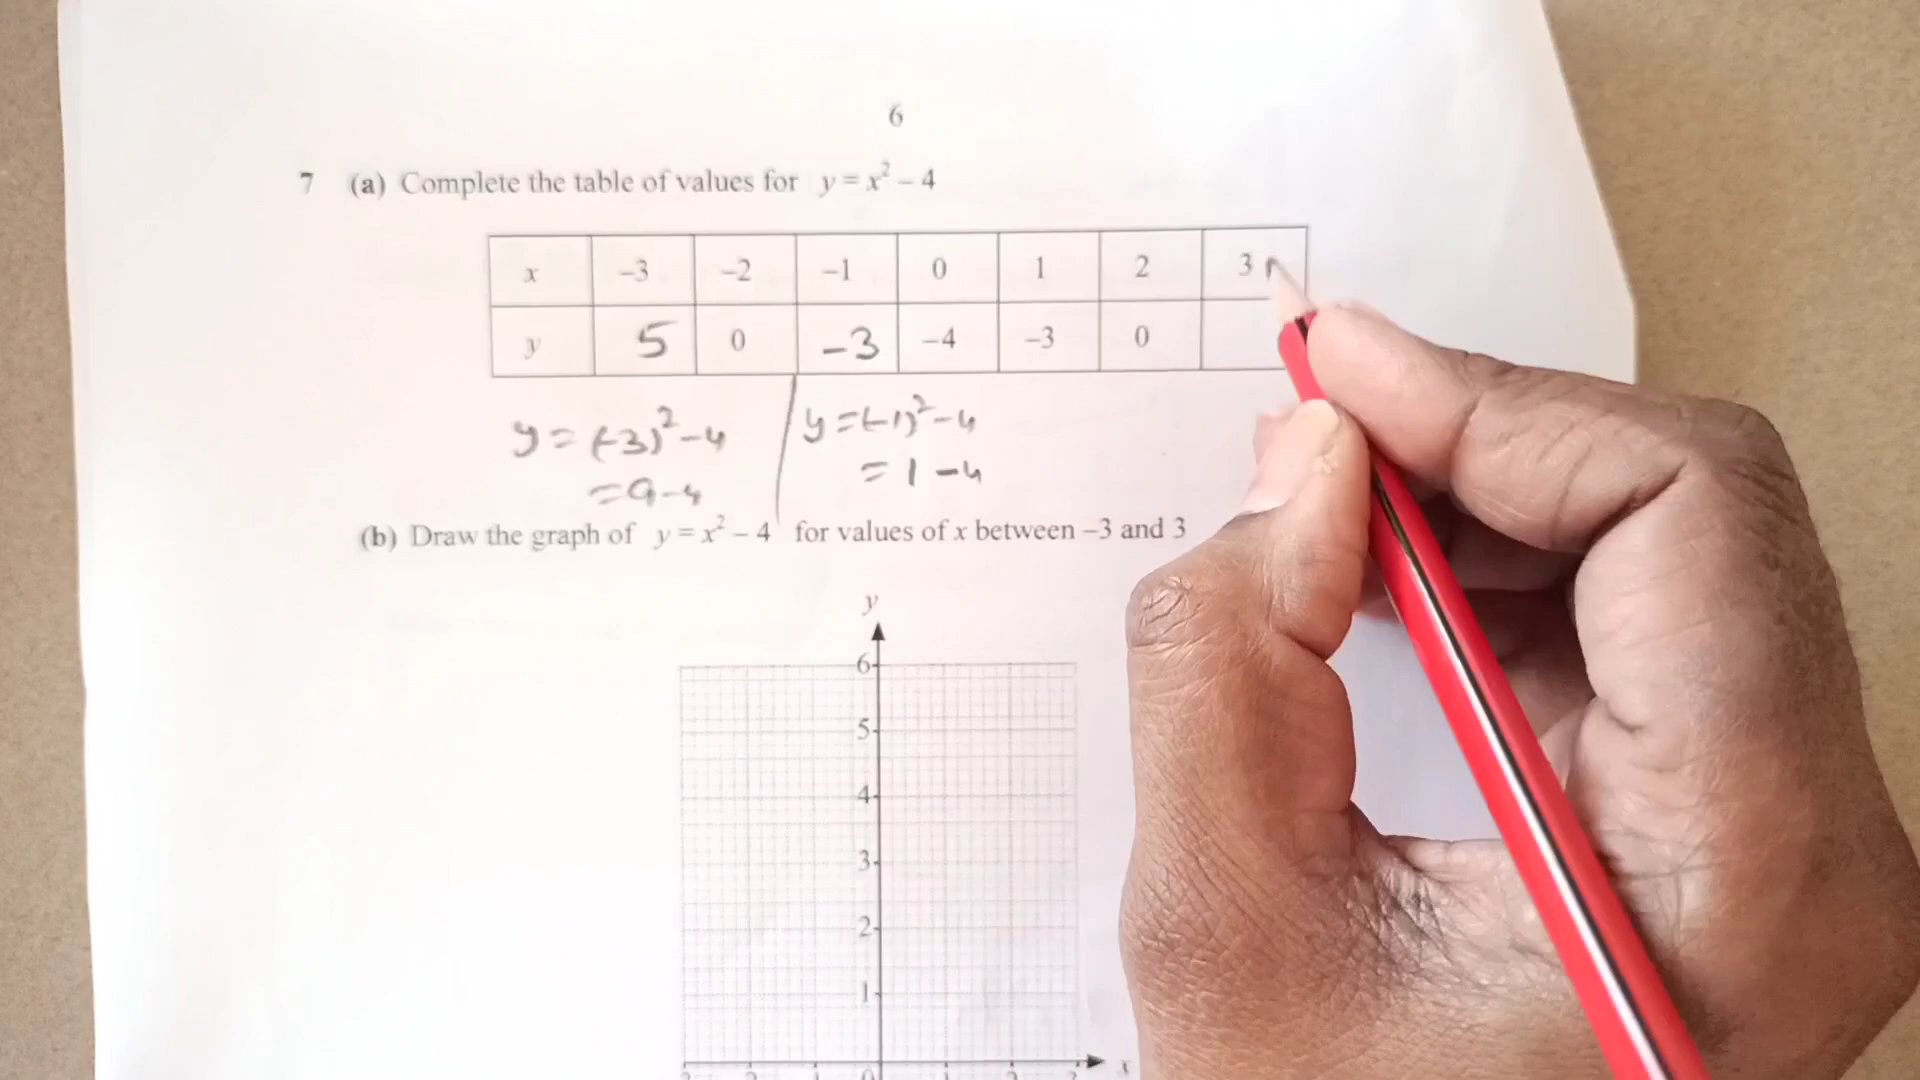 6
7 (a) Complete the table of values for y = x² – 4
x –3 –2 –1 0 1 2 3
y 5 0 –3 –4 –3 0
y = (-3)² – 4 y = (-1)² – 4
= 9 – 4 = 1 – 4
(b) Draw the graph of y = x² – 4 for values of x between –3 and 3
y
6
5
4
3
2
1
0
x